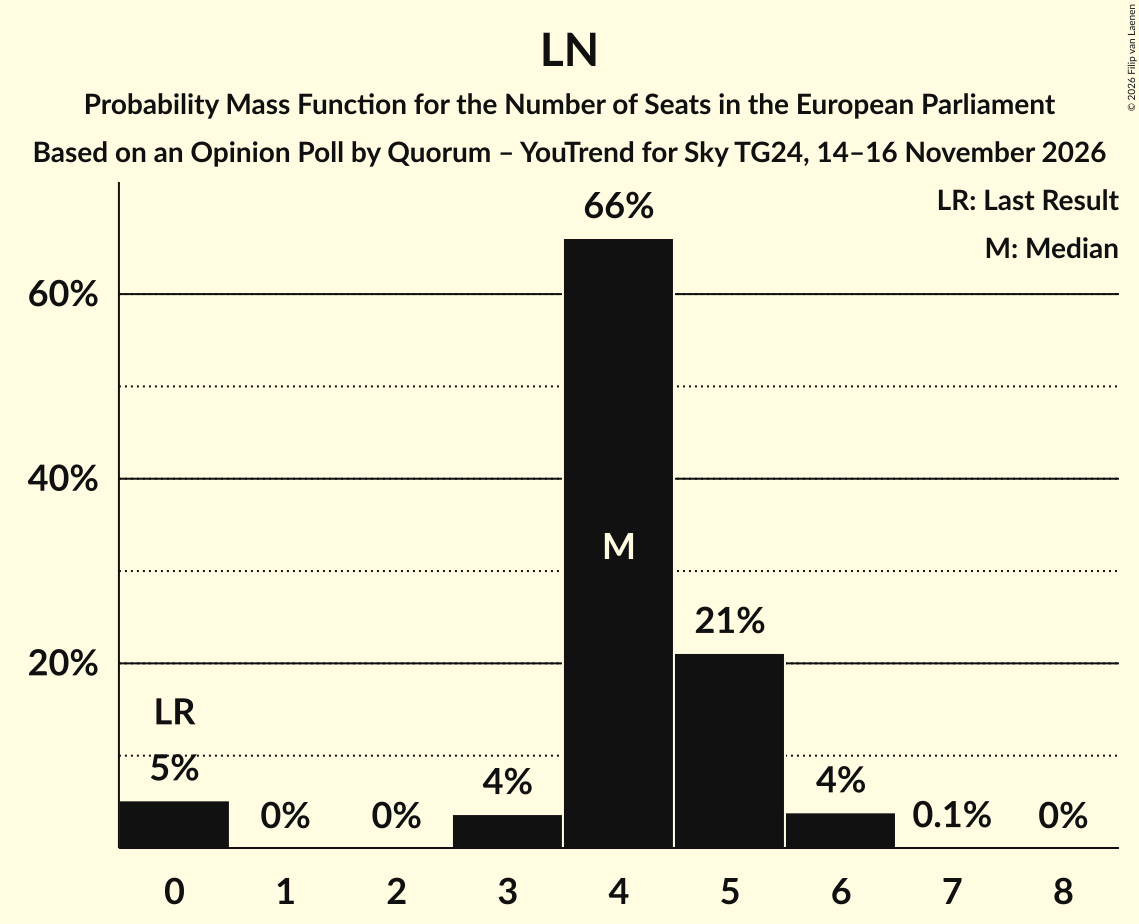 LN
Probability Mass Function for the Number of Seats in the European Parliament
Based on an Opinion Poll by Quorum – YouTrend for Sky TG24, 14–16 November 2026
© 2026 Filip van Laenen
LR: Last Result
M: Median
66%
60%
40%
M
21%
20%
LR
5%
0%
0%
4%
4%
0.1%
0%
0 1 2 3 4 5 6 7 8